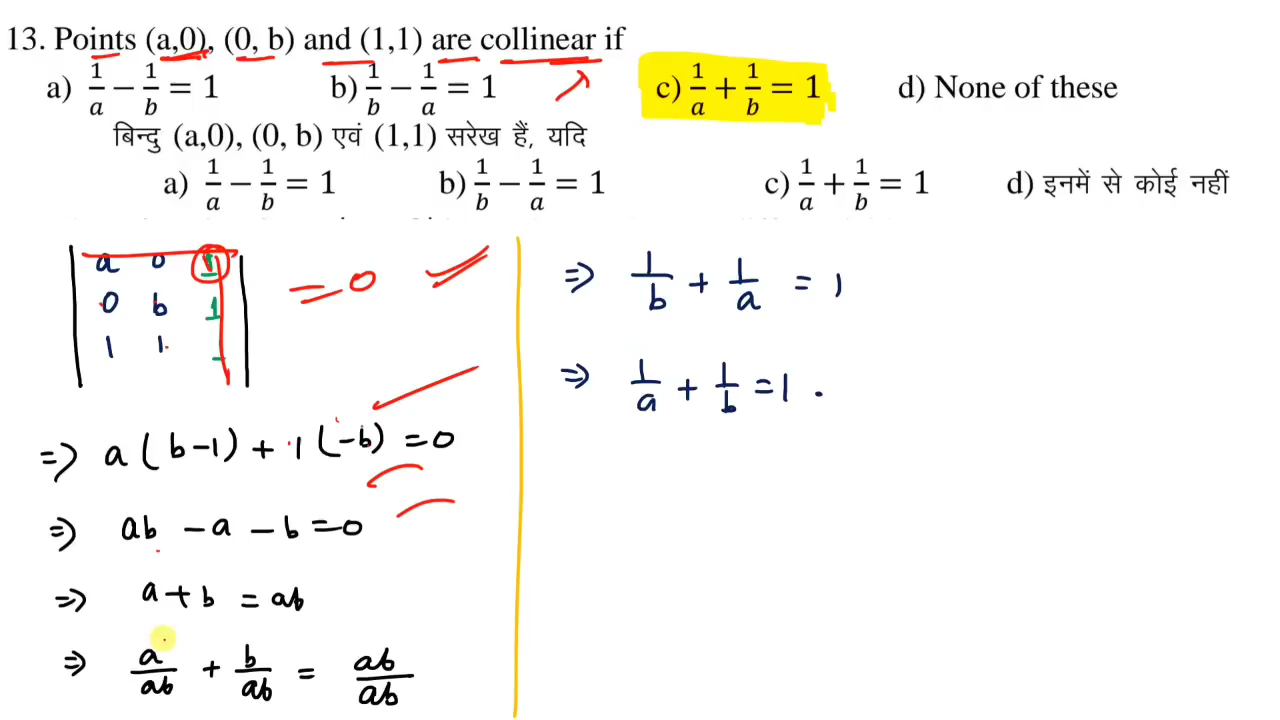 13. Points (a,0), (0, b) and (1,1) are collinear if
a) 1/a − 1/b = 1 b) 1/b − 1/a = 1 c) 1/a + 1/b = 1 d) None of these
बिन्दु (a,0), (0, b) एवं (1,1) सरेख हैं, यदि
a) 1/a − 1/b = 1 b) 1/b − 1/a = 1 c) 1/a + 1/b = 1 d) इनमें से कोई नहीं
| a 0 1 |
| 0 b 1 | = 0
| 1 1 1 |
⇒ a(b−1) + 1(−b) = 0
⇒ ab − a − b = 0
⇒ a + b = ab
⇒ a/ab + b/ab = ab/ab
⇒ 1/b + 1/a = 1
⇒ 1/a + 1/b = 1 .